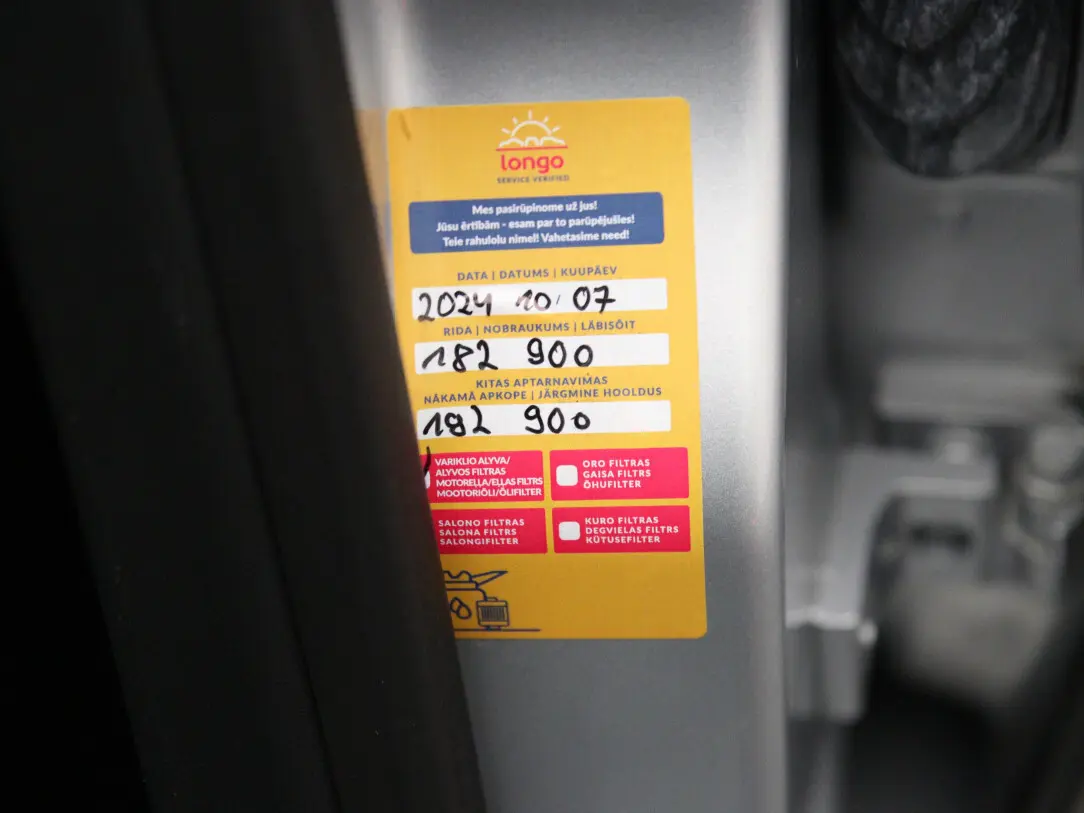 longo
SERVICE VERIFIED
Mes pasirūpinome už jus!
Jūsu ērtībām - esam par to parūpējušies!
Teie rahulolu nimel! Vahetasime need!
DATA | DATUMS | KUUPÄEV
2024 10 07
RIDA | NOBRAUKUMS | LÄBISÕIT
182 900
KITAS APTARNAVIMAS
NĀKAMĀ APKOPE | JÄRGMINE HOOLDUS
192 900
VARIKLIO ALYVA/
ALYVOS FILTRAS
MOTOREĻĻA/EĻĻAS FILTRS
MOOTORIÕLI/ÕLIFILTER
ORO FILTRAS
GAISA FILTRS
ÕHUFILTER
SALONO FILTRAS
SALONA FILTRS
SALONGIFILTER
KURO FILTRAS
DEGVIELAS FILTRS
KÜTUSEFILTER